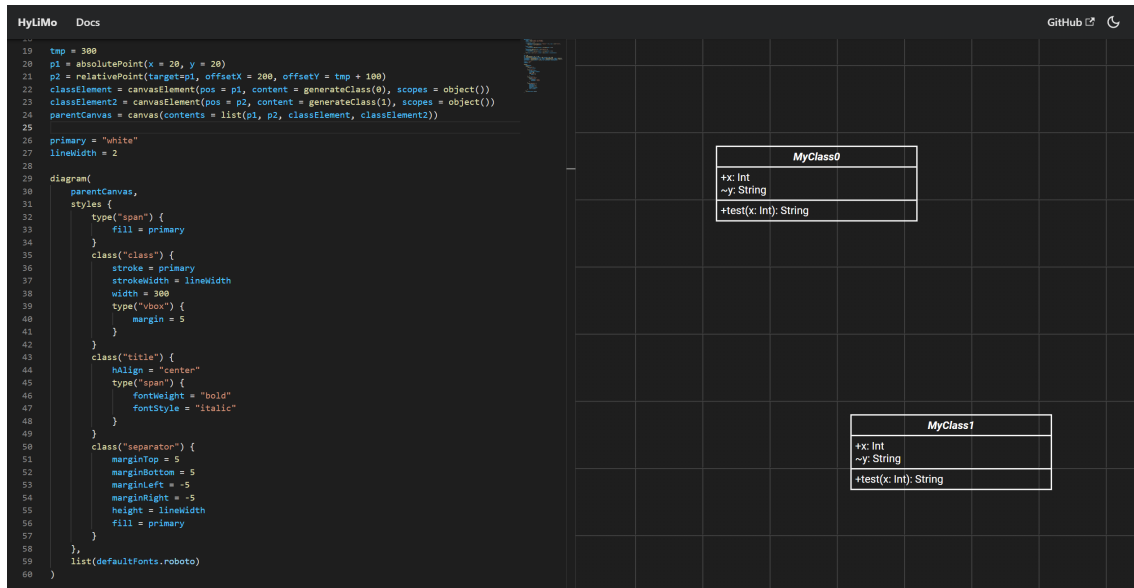 HyLiMo Docs GitHub
19 tmp = 300
20 p1 = absolutePoint(x = 20, y = 20)
21 p2 = relativePoint(target=p1, offsetX = 200, offsetY = tmp + 100)
22 classElement = canvasElement(pos = p1, content = generateClass(0), scopes = object())
23 classElement2 = canvasElement(pos = p2, content = generateClass(1), scopes = object())
24 parentCanvas = canvas(contents = list(p1, p2, classElement, classElement2))
25
26 primary = "white"
27 lineWidth = 2
28
29 diagram(
30 parentCanvas,
31 styles {
32 type("span") {
33 fill = primary
34 }
35 class("class") {
36 stroke = primary
37 strokeWidth = lineWidth
38 width = 300
39 type("vbox") {
40 margin = 5
41 }
42 }
43 class("title") {
44 hAlign = "center"
45 type("span") {
46 fontWeight = "bold"
47 fontStyle = "italic"
48 }
49 }
50 class("separator") {
51 marginTop = 5
52 marginBottom = 5
53 marginLeft = -5
54 marginRight = -5
55 height = lineWidth
56 fill = primary
57 }
58 },
59 list(defaultFonts.roboto)
60 )
MyClass0
+x: Int
~y: String
+test(x: Int): String
MyClass1
+x: Int
~y: String
+test(x: Int): String